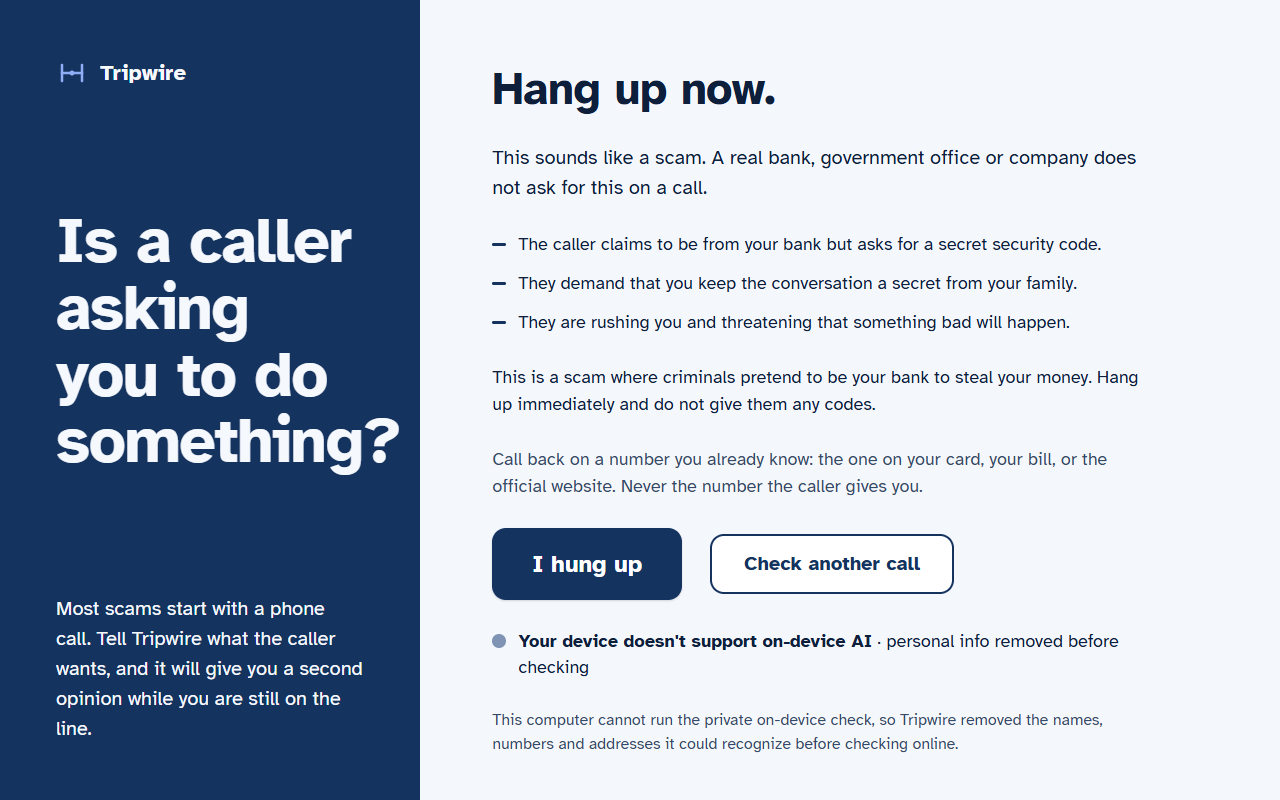 Tripwire
Is a caller
asking
you to do
something?
Most scams start with a phone
call. Tell Tripwire what the caller
wants, and it will give you a second
opinion while you are still on the
line.
Hang up now.
This sounds like a scam. A real bank, government office or company does
not ask for this on a call.
The caller claims to be from your bank but asks for a secret security code.
They demand that you keep the conversation a secret from your family.
They are rushing you and threatening that something bad will happen.
This is a scam where criminals pretend to be your bank to steal your money. Hang
up immediately and do not give them any codes.
Call back on a number you already know: the one on your card, your bill, or the
official website. Never the number the caller gives you.
I hung up
Check another call
Your device doesn't support on-device AI · personal info removed before
checking
This computer cannot run the private on-device check, so Tripwire removed the names,
numbers and addresses it could recognize before checking online.